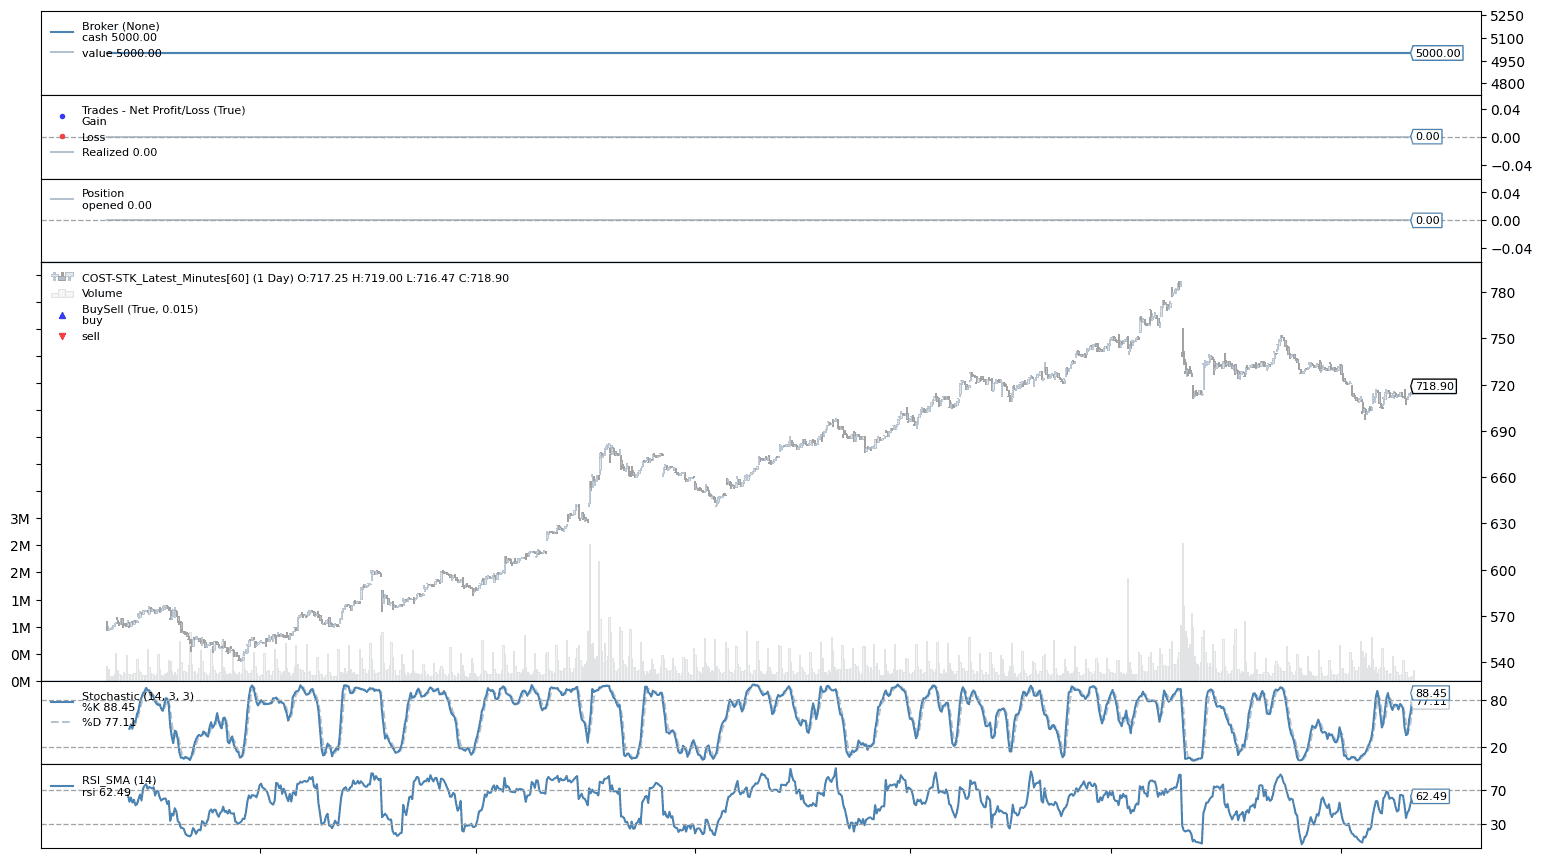 Broker (None)
cash 5000.00
value 5000.00
5000.00
5250
5100
4950
4800
Trades - Net Profit/Loss (True)
Gain
Loss
Realized 0.00
0.00
0.04
0.00
−0.04
Position
opened 0.00
0.00
0.04
0.00
−0.04
COST-STK_Latest_Minutes[60] (1 Day) O:717.25 H:719.00 L:716.47 C:718.90
Volume
BuySell (True, 0.015)
buy
sell
780
750
720
718.90
690
660
630
600
570
540
3M
2M
2M
1M
1M
0M
0M
Stochastic (14, 3, 3)
%K 88.45
%D 77.11
88.45
77.11
80
20
RSI_SMA (14)
rsi 62.49
62.49
70
30